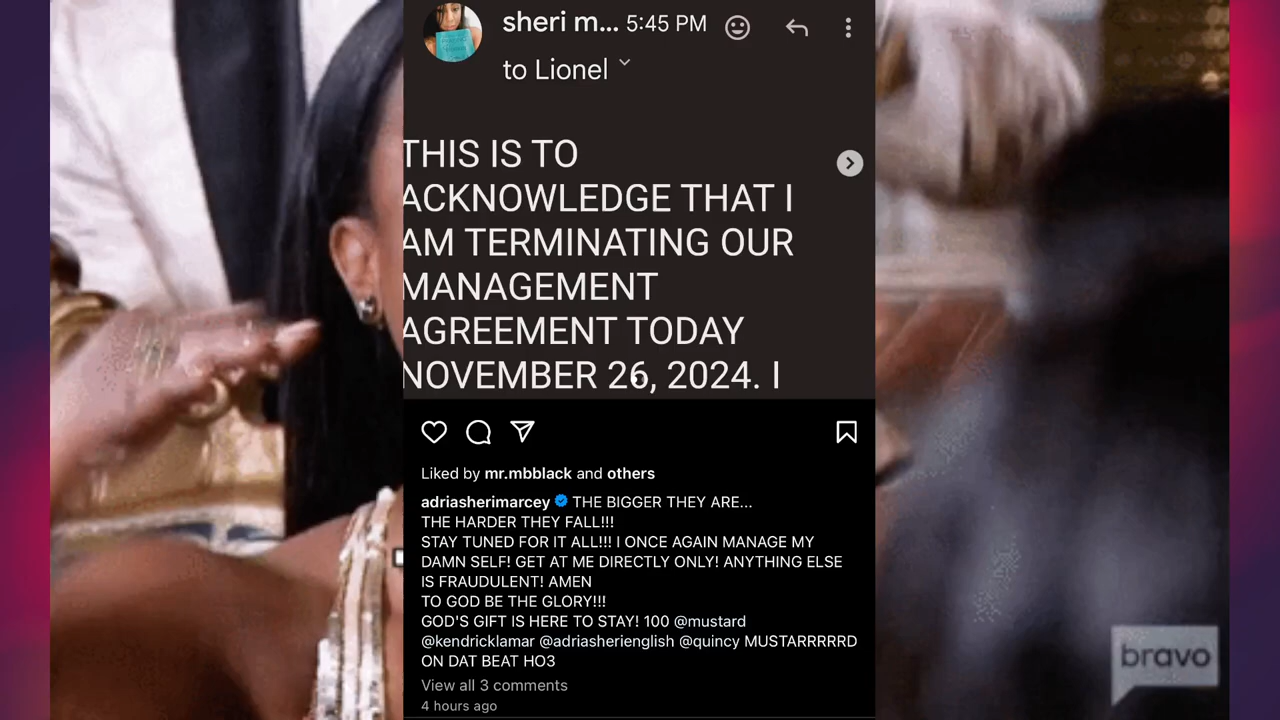 sheri m... 5:45 PM
to Lionel
THIS IS TO
ACKNOWLEDGE THAT I
AM TERMINATING OUR
MANAGEMENT
AGREEMENT TODAY
NOVEMBER 26, 2024. I
Liked by mr.mbblack and others
adriasherimarcey THE BIGGER THEY ARE...
THE HARDER THEY FALL!!!
STAY TUNED FOR IT ALL!!! I ONCE AGAIN MANAGE MY
DAMN SELF! GET AT ME DIRECTLY ONLY! ANYTHING ELSE
IS FRAUDULENT! AMEN
TO GOD BE THE GLORY!!!
GOD'S GIFT IS HERE TO STAY! 100 @mustard
@kendricklamar @adriasherienglish @quincy MUSTARRRRRD
ON DAT BEAT HO3
View all 3 comments
4 hours ago
bravo